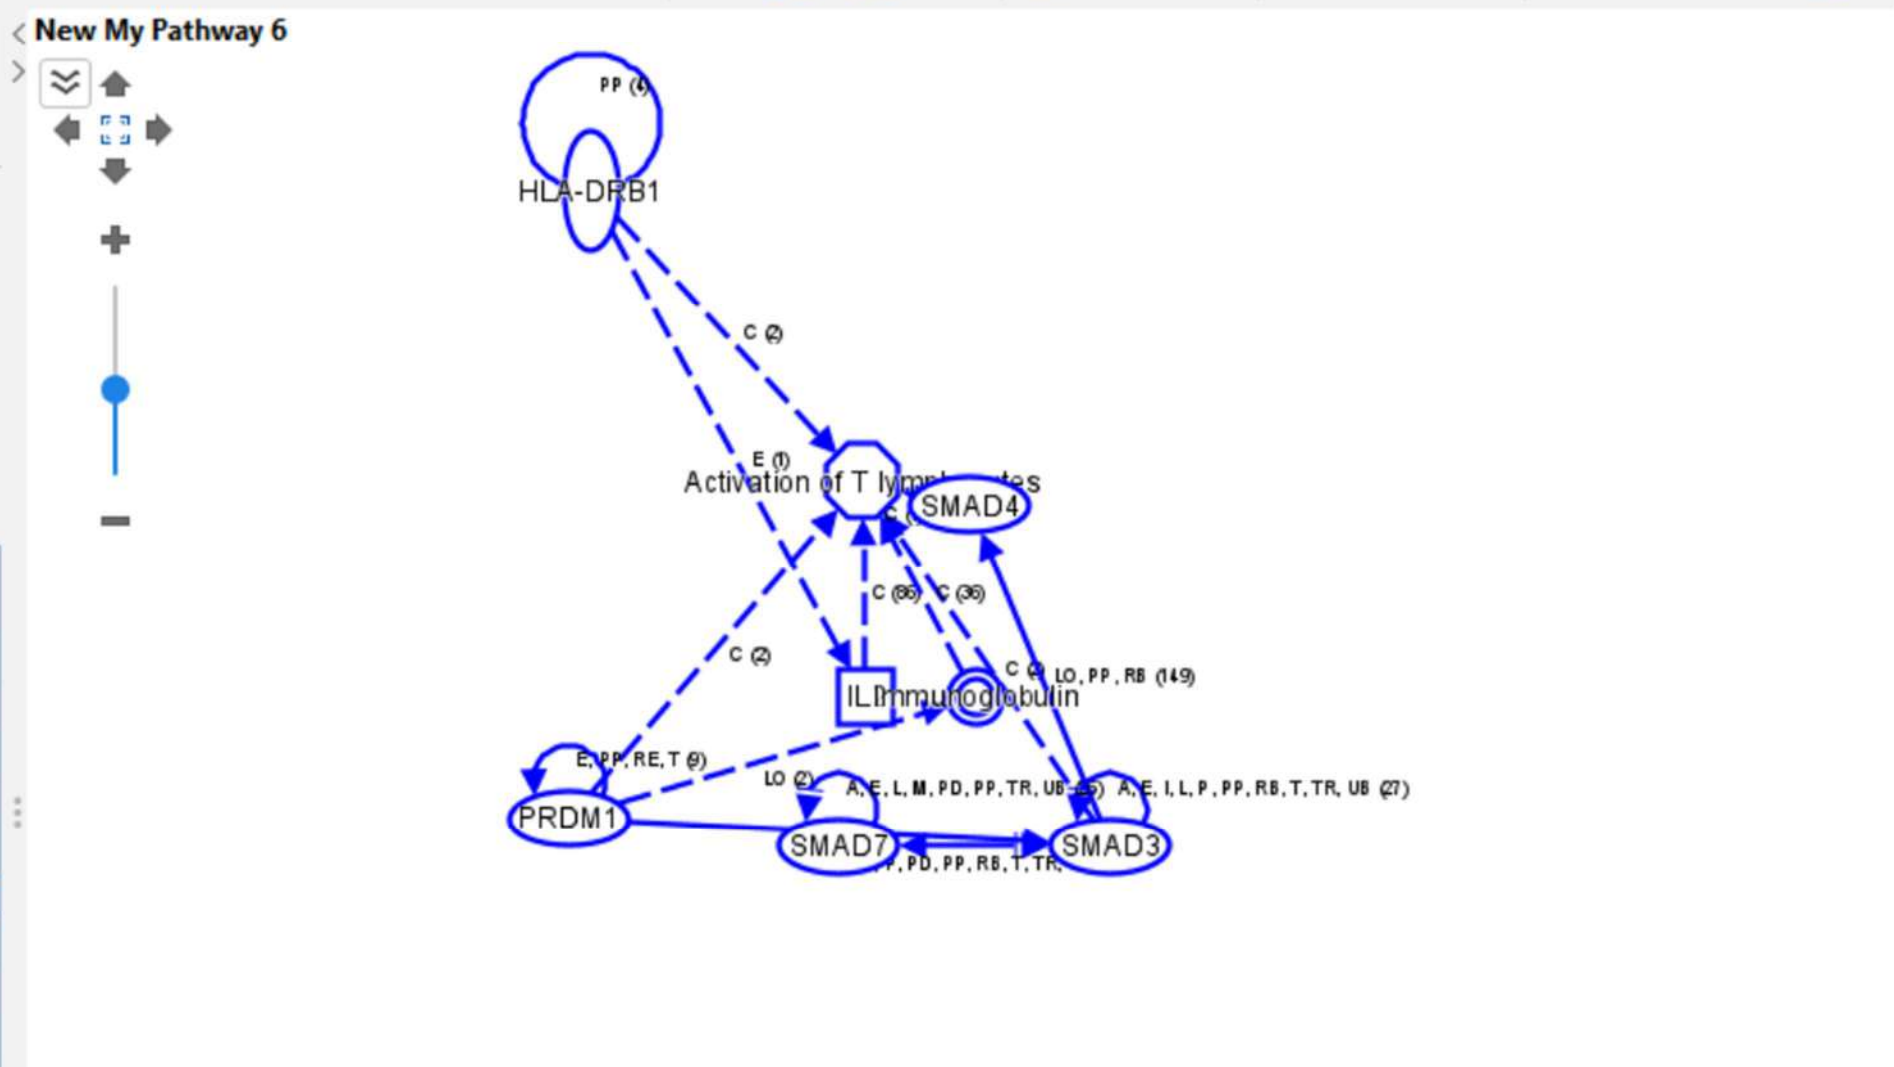 New My Pathway 6
PP (4)
HLA-DRB1
C (2)
E (1)
Activation of T
SMAD4
C (86)
C (36)
C (2)
C
LO, PP, RB (149)
Immunoglobulin
E, PP, RE, T (9)
LO (2)
A, E, L, M, PD, PP, TR, UB
A, E, I, L, P, PP, RB, T, TR, UB (27)
PRDM1
SMAD7
SMAD3
PD, PP, RB, T, TR,